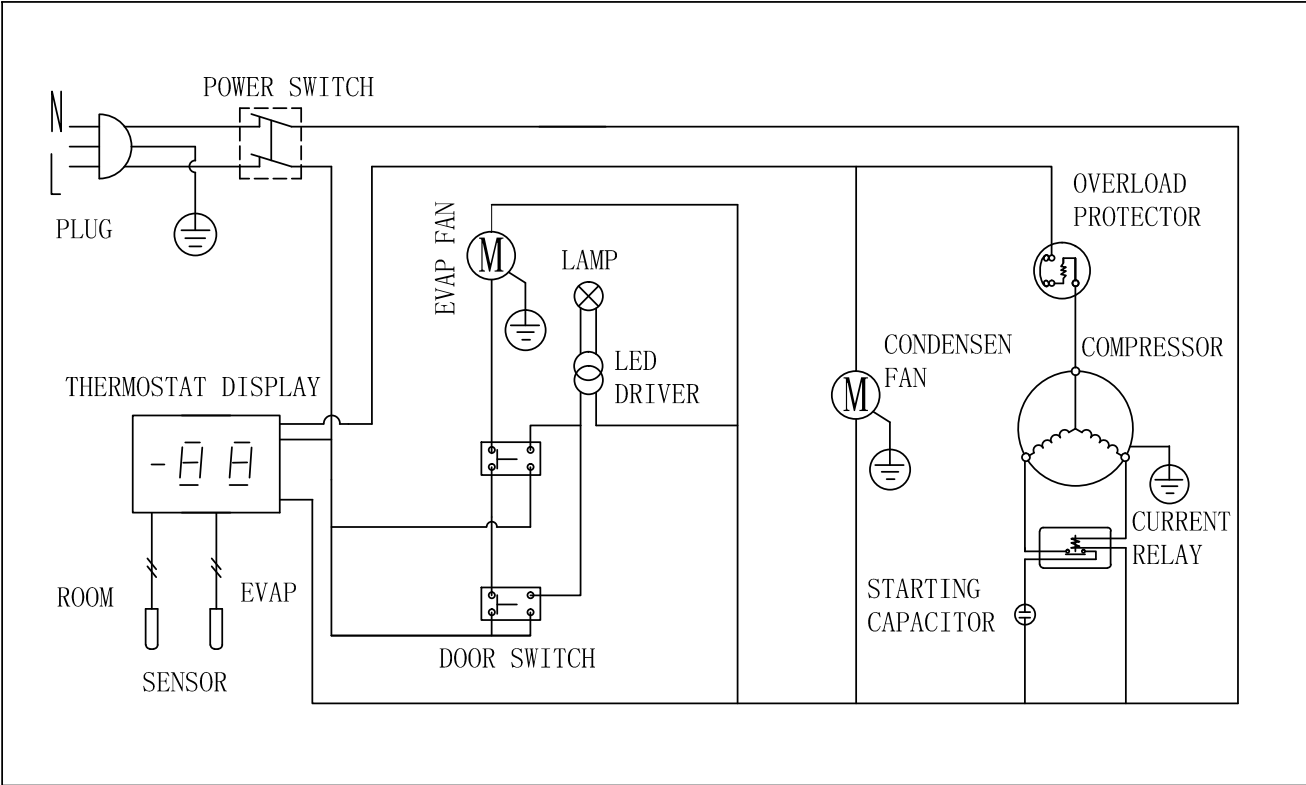 POWER SWITCH
N
L
PLUG
OVERLOAD
PROTECTOR
EVAP FAN
M
LAMP
LED
DRIVER
CONDENSEN
FAN
M
COMPRESSOR
THERMOSTAT DISPLAY
-88
CURRENT
RELAY
ROOM
EVAP
STARTING
CAPACITOR
DOOR SWITCH
SENSOR